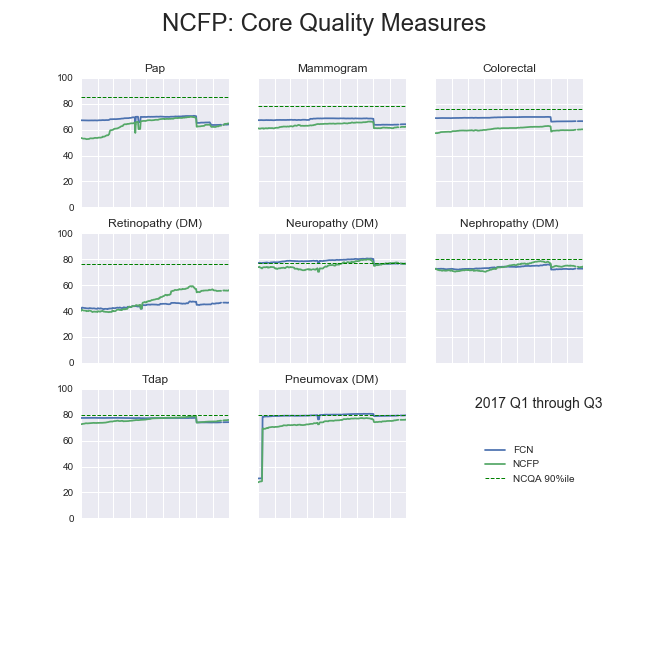 NCFP: Core Quality Measures
Pap
Mammogram
Colorectal
100
80
60
40
20
0
Retinopathy (DM)
Neuropathy (DM)
Nephropathy (DM)
100
80
60
40
20
0
Tdap
Pneumovax (DM)
100
80
60
40
20
0
2017 Q1 through Q3
FCN
NCFP
NCQA 90%ile